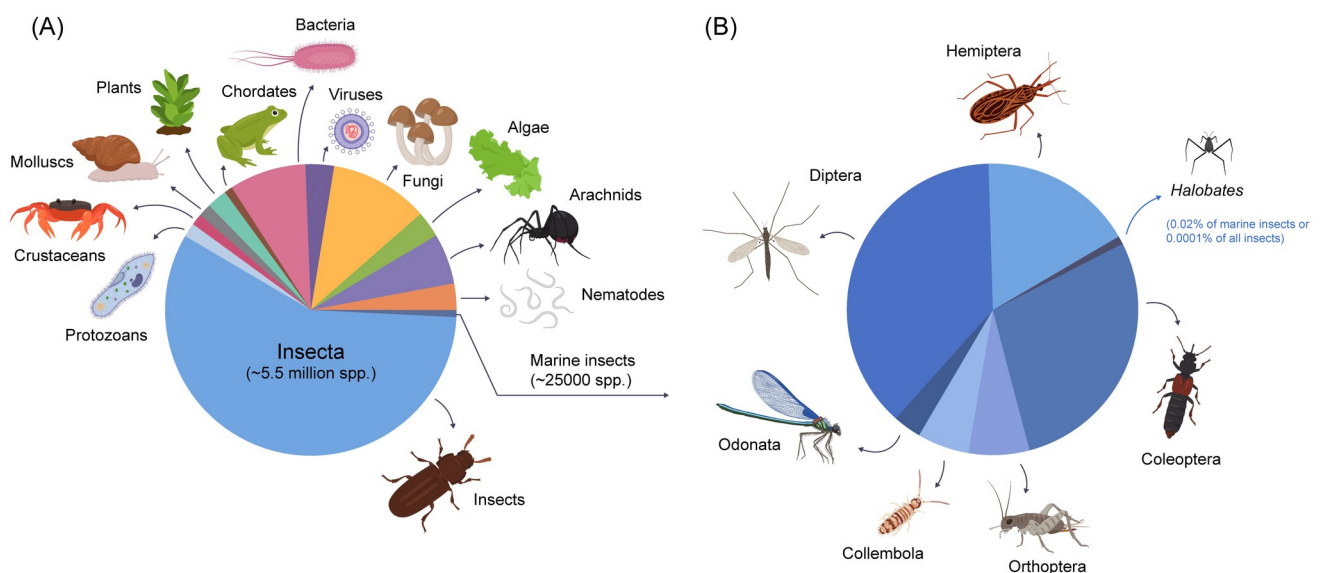 (A)
Bacteria
Plants
Chordates
Viruses
Algae
Molluscs
Fungi
Arachnids
Crustaceans
Nematodes
Protozoans
Insecta
(~5.5 million spp.)
Marine insects
(~25000 spp.)
Insects
(B)
Hemiptera
Diptera
Halobates
(0.02% of marine insects or
0.0001% of all insects)
Odonata
Coleoptera
Collembola
Orthoptera